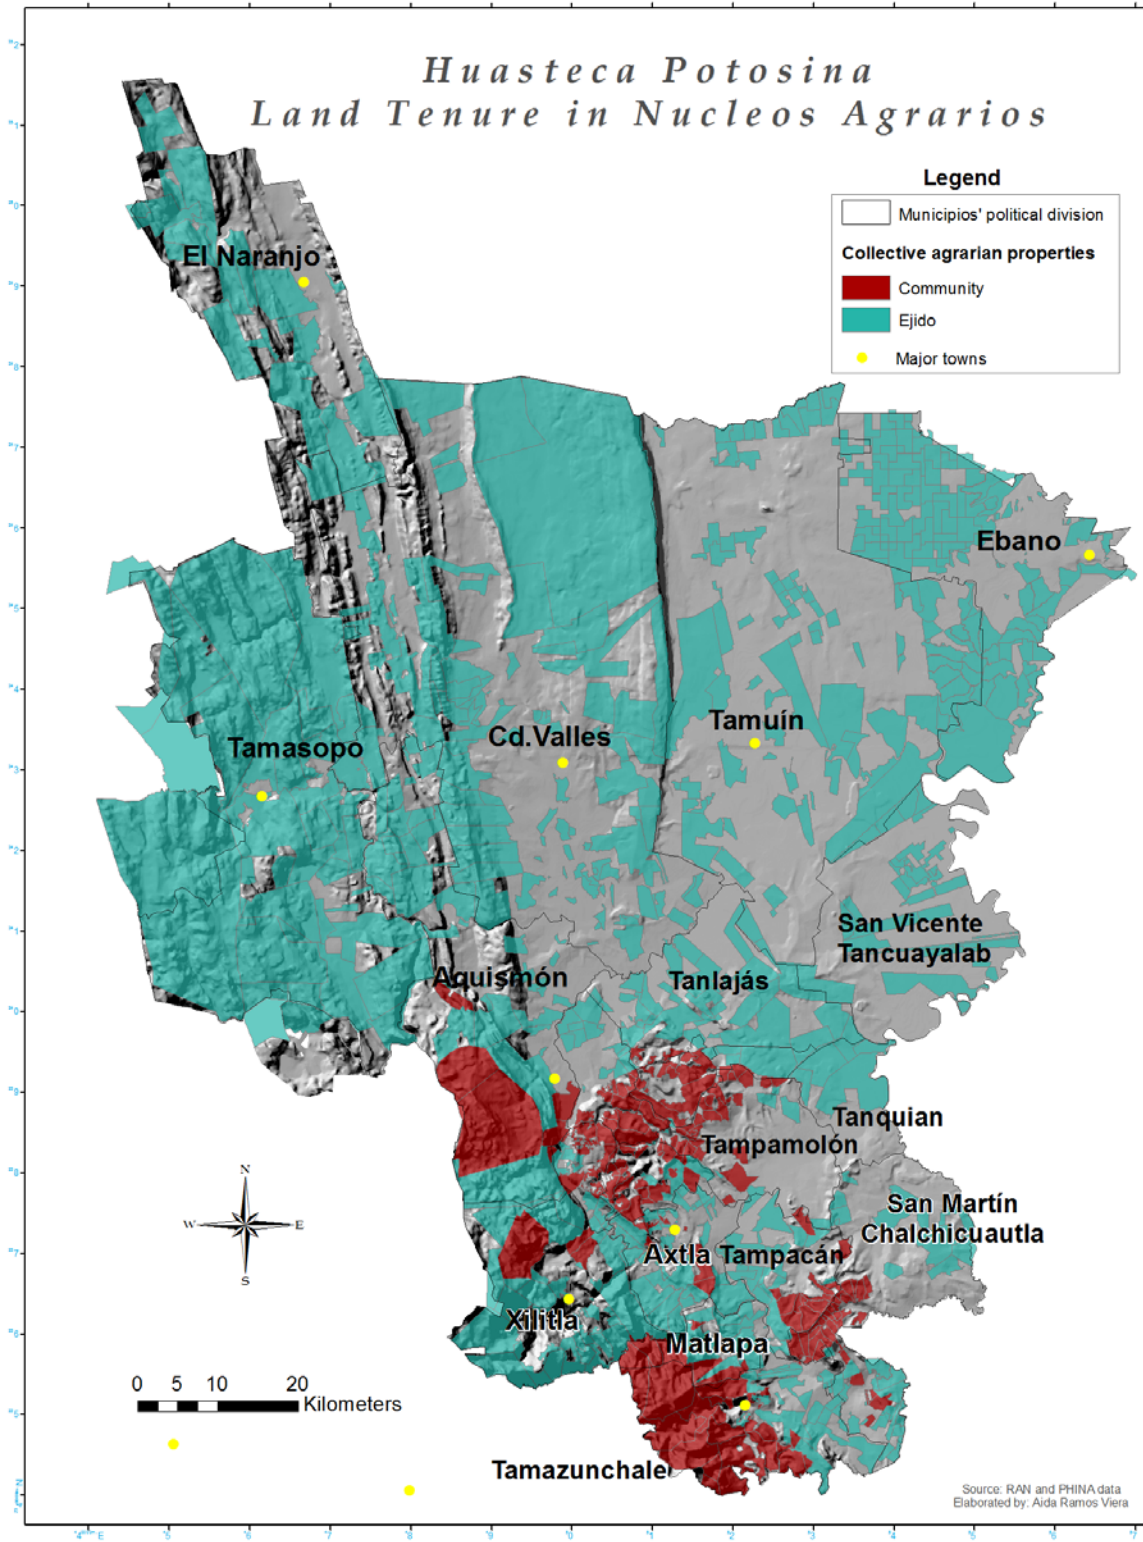 Huasteca Potosina
Land Tenure in Nucleos Agrarios
Legend
Municipios' political division
Collective agrarian properties
Community
Ejido
Major towns
El Naranjo
Ebano
Tamuín
Cd.Valles
Tamasopo
San Vicente
Tancuayalab
Aquismón
Tanlajás
Tanquian
Tampamolón
San Martín
Chalchicuautla
Axtla
Tampacán
Xilitla
Matlapa
Tamazunchale
N
W
E
S
0 5 10 20
Kilometers
Source: RAN and PHINA data
Elaborated by: Aida Ramos Viera